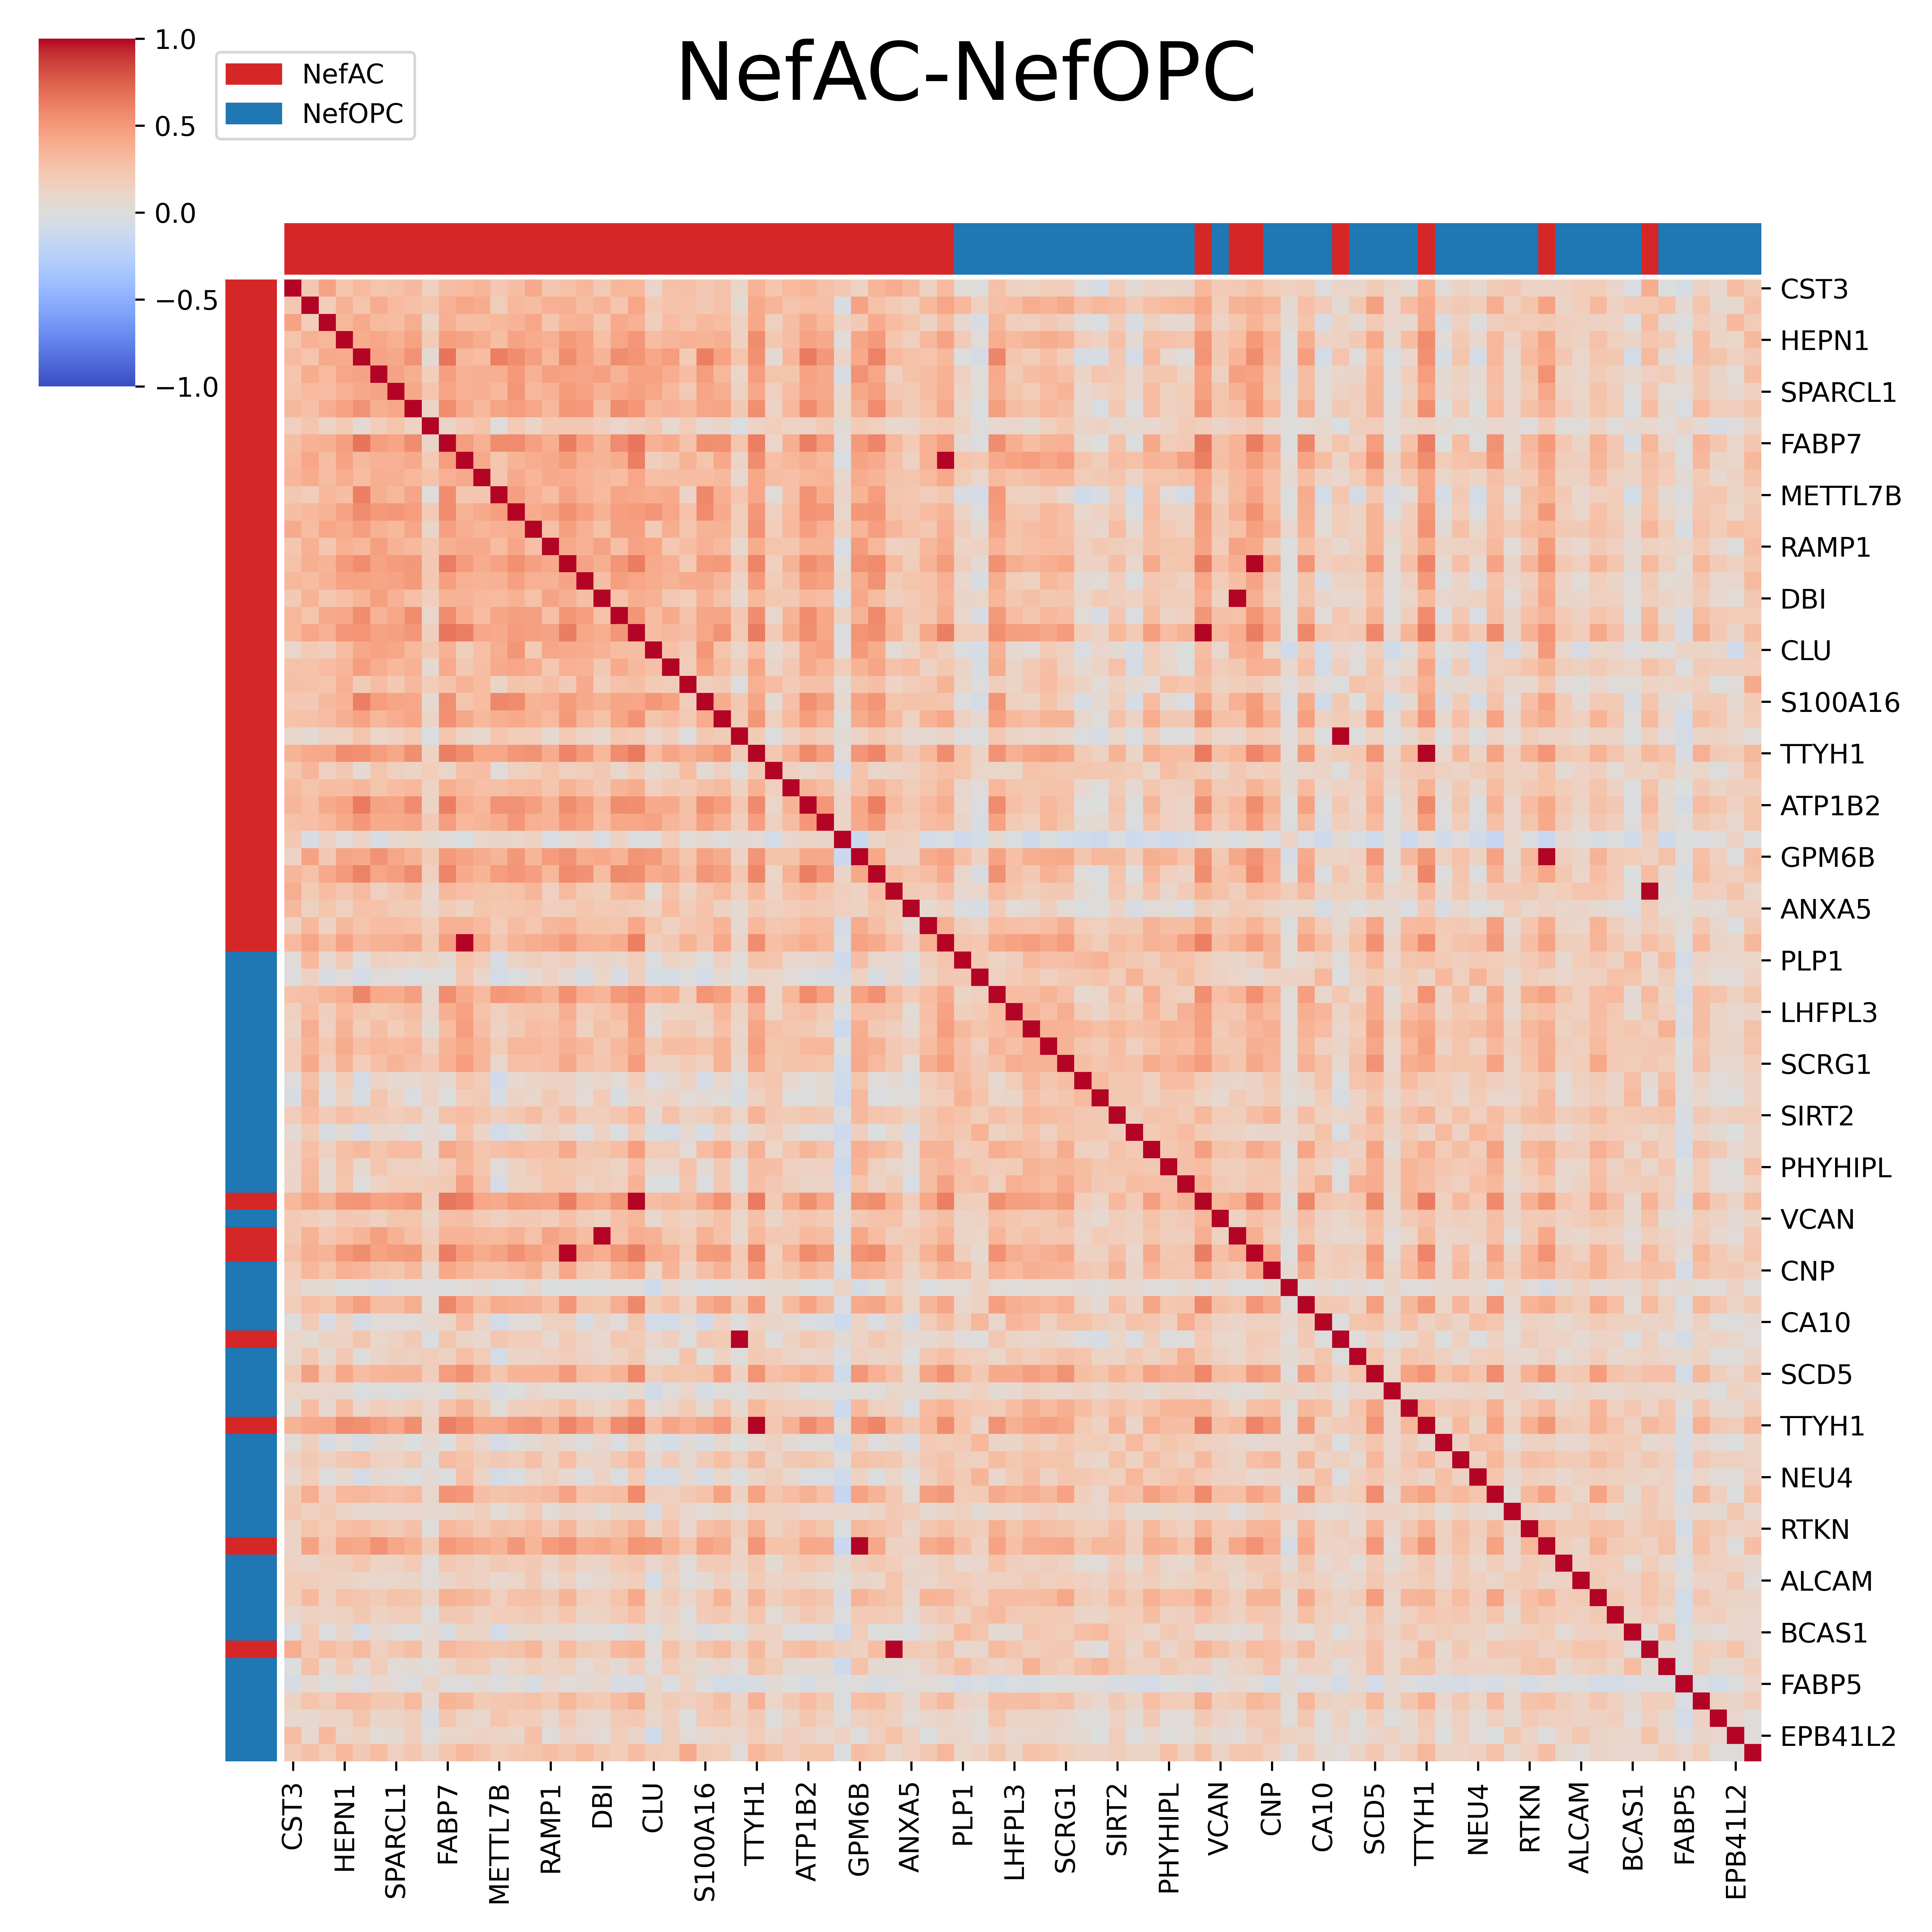 NefAC-NefOPC
1.0
0.5
0.0
−0.5
−1.0
NefAC
NefOPC
CST3
HEPN1
SPARCL1
FABP7
METTL7B
RAMP1
DBI
CLU
S100A16
TTYH1
ATP1B2
GPM6B
ANXA5
PLP1
LHFPL3
SCRG1
SIRT2
PHYHIPL
VCAN
CNP
CA10
SCD5
TTYH1
NEU4
RTKN
ALCAM
BCAS1
FABP5
EPB41L2
CST3
HEPN1
SPARCL1
FABP7
METTL7B
RAMP1
DBI
CLU
S100A16
TTYH1
ATP1B2
GPM6B
ANXA5
PLP1
LHFPL3
SCRG1
SIRT2
PHYHIPL
VCAN
CNP
CA10
SCD5
TTYH1
NEU4
RTKN
ALCAM
BCAS1
FABP5
EPB41L2